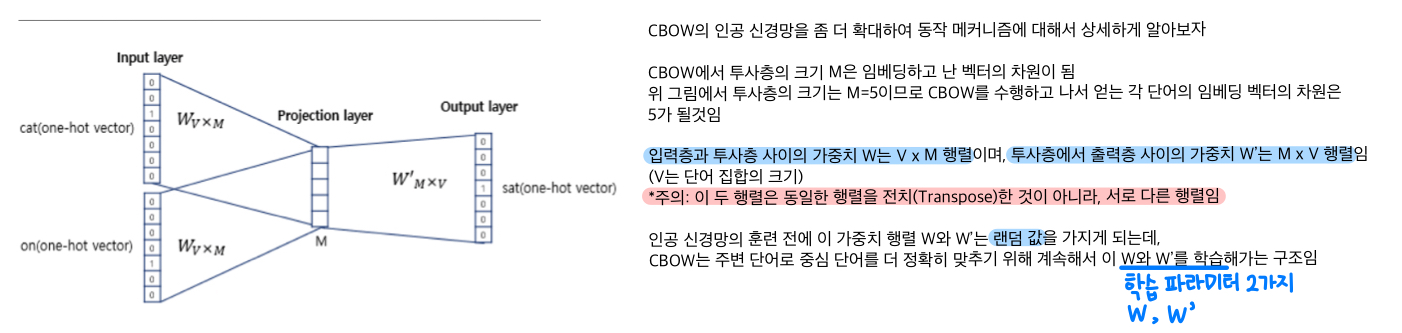 Input layer
0
0
1
0
0
0
0
cat(one-hot vector)
W_{V×M}
0
0
0
0
1
0
0
on(one-hot vector)
W_{V×M}
Projection layer
M
W'_{M×V}
Output layer
0
0
0
1
0
0
0
sat(one-hot vector)
CBOW의 인공 신경망을 좀 더 확대하여 동작 메커니즘에 대해서 상세하게 알아보자
CBOW에서 투사층의 크기 M은 임베딩하고 난 벡터의 차원이 됨
위 그림에서 투사층의 크기는 M=5이므로 CBOW를 수행하고 나서 얻는 각 단어의 임베딩 벡터의 차원은
5가 될것임
입력층과 투사층 사이의 가중치 W는 V x M 행렬이며, 투사층에서 출력층 사이의 가중치 W'는 M x V 행렬임
(V는 단어 집합의 크기)
*주의: 이 두 행렬은 동일한 행렬을 전치(Transpose)한 것이 아니라, 서로 다른 행렬임
인공 신경망의 훈련 전에 이 가중치 행렬 W와 W'는 랜덤 값을 가지게 되는데,
CBOW는 주변 단어로 중심 단어를 더 정확히 맞추기 위해 계속해서 이 W와 W'를 학습해가는 구조임
학습 파라미터 2가지
W, W'